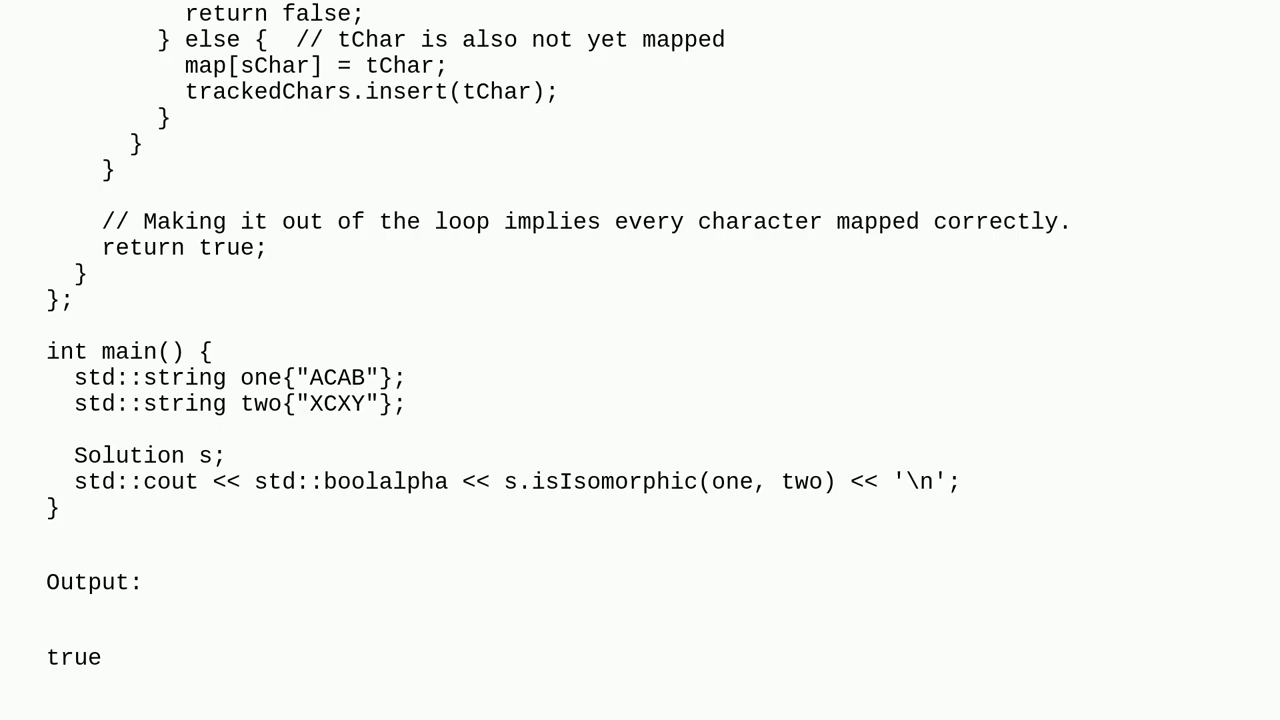 return false;
        } else {  // tChar is also not yet mapped
          map[sChar] = tChar;
          trackedChars.insert(tChar);
        }
      }
    }

    // Making it out of the loop implies every character mapped correctly.
    return true;
  }
};

int main() {
  std::string one{"ACAB"};
  std::string two{"XCXY"};

  Solution s;
  std::cout << std::boolalpha << s.isIsomorphic(one, two) << '\n';
}

Output:

true